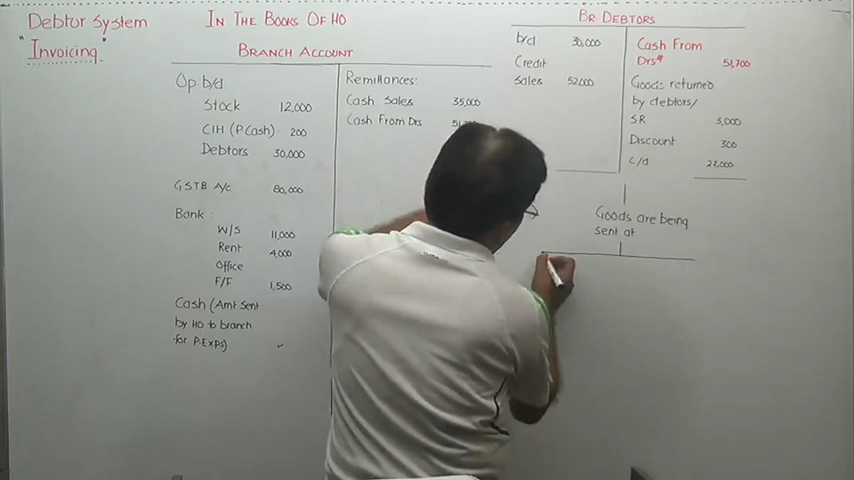 Debtor System
"Invoicing"
In The Books Of HO
Branch Account
Op b/d:
Stock 12,000
CIH (P.Cash) 200
Debtors 30,000
GSTB A/c 80,000
Bank:
W/S 11,000
Rent 4,000
Office
F/F 1,500
Cash (Amt Sent
by HO to branch
for P.Exps) ✓
Remittances:
Cash Sales 35,000
Cash From Drs
Br Debtors
b/d 30,000
Credit
Sales 52,000
Cash From
Drs# 51,700
Goods returned
by debtors/
SR 3,000
Discount 300
C/d 27,000
Goods are being
sent at